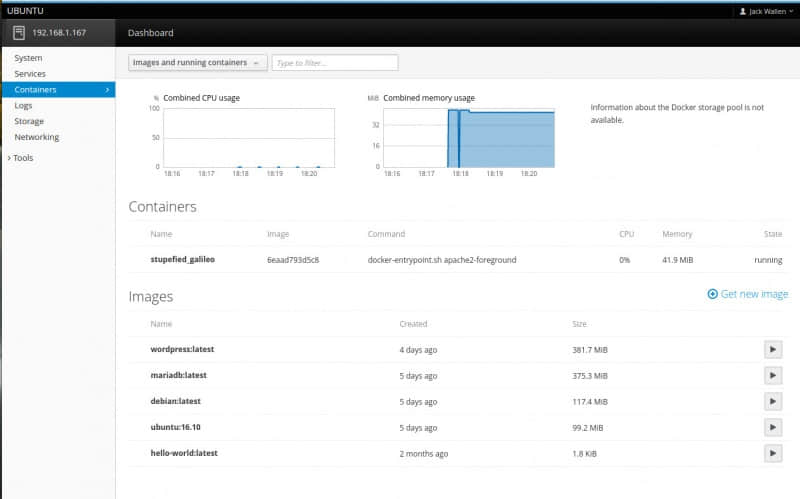 UBUNTU
Jack Wallen
192.168.1.167
Dashboard
System
Services
Containers
Logs
Storage
Networking
Tools
Images and running containers
Type to filter...
% Combined CPU usage
100
50
0
18:16 18:17 18:18 18:19 18:20
MiB Combined memory usage
32
16
0
18:16 18:17 18:18 18:19 18:20
Information about the Docker storage pool is not
available.
Containers
Name Image Command CPU Memory State
stupefied_galileo 6eaad793d5c8 docker-entrypoint.sh apache2-foreground 0% 41.9 MiB running
Images
Get new image
Name Created Size
wordpress:latest 4 days ago 381.7 MiB
mariadb:latest 5 days ago 375.3 MiB
debian:latest 5 days ago 117.4 MiB
ubuntu:16.10 5 days ago 99.2 MiB
hello-world:latest 2 months ago 1.8 KiB